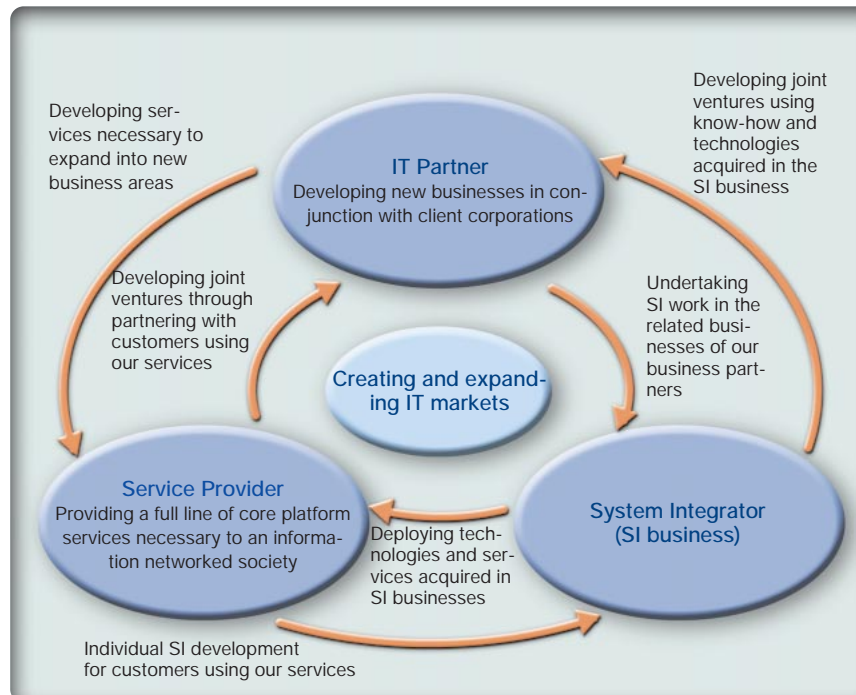 Developing ser-
vices necessary to
expand into new
business areas
Developing joint
ventures using
know-how and
technologies
acquired in the
SI business
IT Partner
Developing new businesses in con-
junction with client corporations
Developing joint
ventures through
partnering with
customers using
our services
Undertaking
SI work in the
related busi-
nesses of our
business part-
ners
Creating and expand-
ing IT markets
Service Provider
Providing a full line of core platform
services necessary to an informa-
tion networked society
System Integrator
(SI business)
Deploying tech-
nologies and ser-
vices acquired in
SI businesses
Individual SI development
for customers using our services